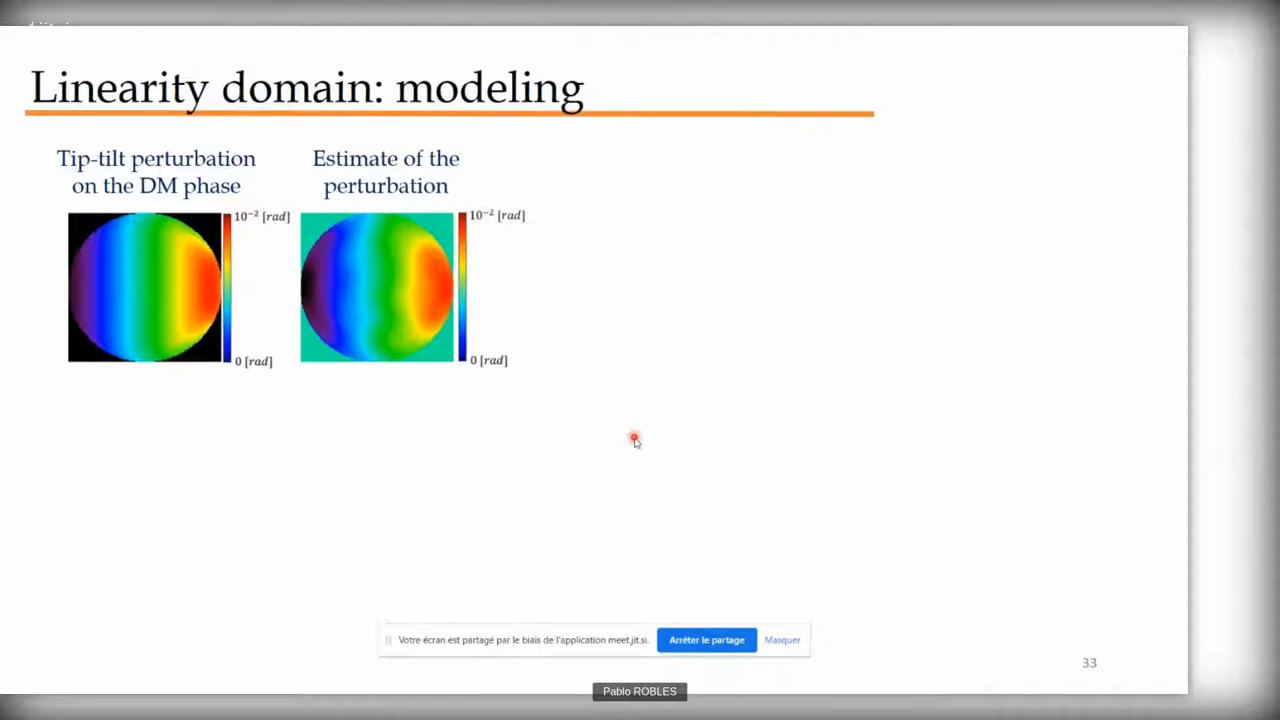 Linearity domain: modeling
Tip-tilt perturbation
on the DM phase
Estimate of the
perturbation
10⁻² [rad]
0 [rad]
10⁻² [rad]
0 [rad]
Votre écran est partagé par le biais de l'application meet.jit.si. Arrêter le partage Masquer
33
Pablo ROBLES